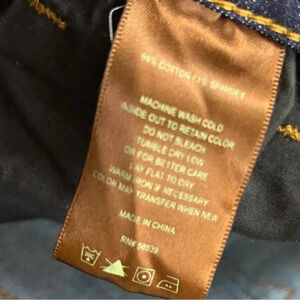 COTTON SPANDEX
MACHINE WASH COLD
INSIDE OUT TO RETAIN COLOR
DO NOT BLEACH
TUMBLE DRY LOW
OR FOR BETTER CARE
LAY FLAT TO DRY
WARM IRON IF NECESSARY
COLOR MAY TRANSFER WHEN NEW
MADE IN CHINA
RN# 58539